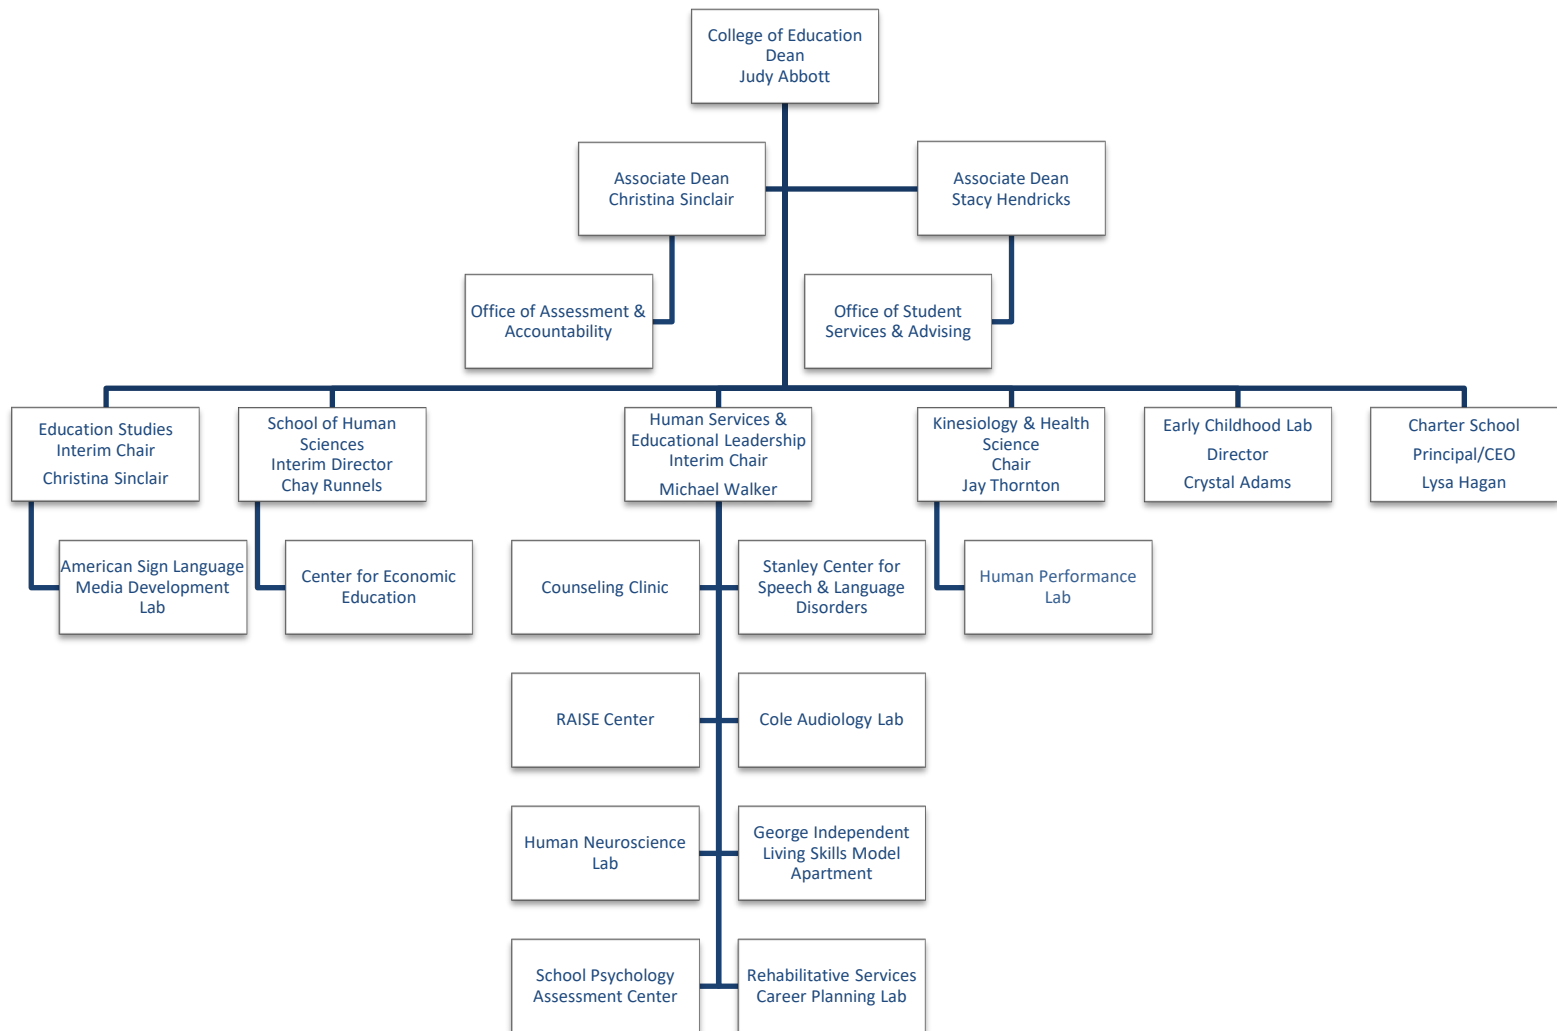 College of Education
Dean
Judy Abbott
Associate Dean
Christina Sinclair
Associate Dean
Stacy Hendricks
Office of Assessment &
Accountability
Office of Student
Services & Advising
Education Studies
Interim Chair
Christina Sinclair
School of Human
Sciences
Interim Director
Chay Runnels
Human Services &
Educational Leadership
Interim Chair
Michael Walker
Kinesiology & Health
Science
Chair
Jay Thornton
Early Childhood Lab
Director
Crystal Adams
Charter School
Principal/CEO
Lysa Hagan
American Sign Language
Media Development
Lab
Center for Economic
Education
Counseling Clinic
Stanley Center for
Speech & Language
Disorders
Human Performance
Lab
RAISE Center
Cole Audiology Lab
Human Neuroscience
Lab
George Independent
Living Skills Model
Apartment
School Psychology
Assessment Center
Rehabilitative Services
Career Planning Lab